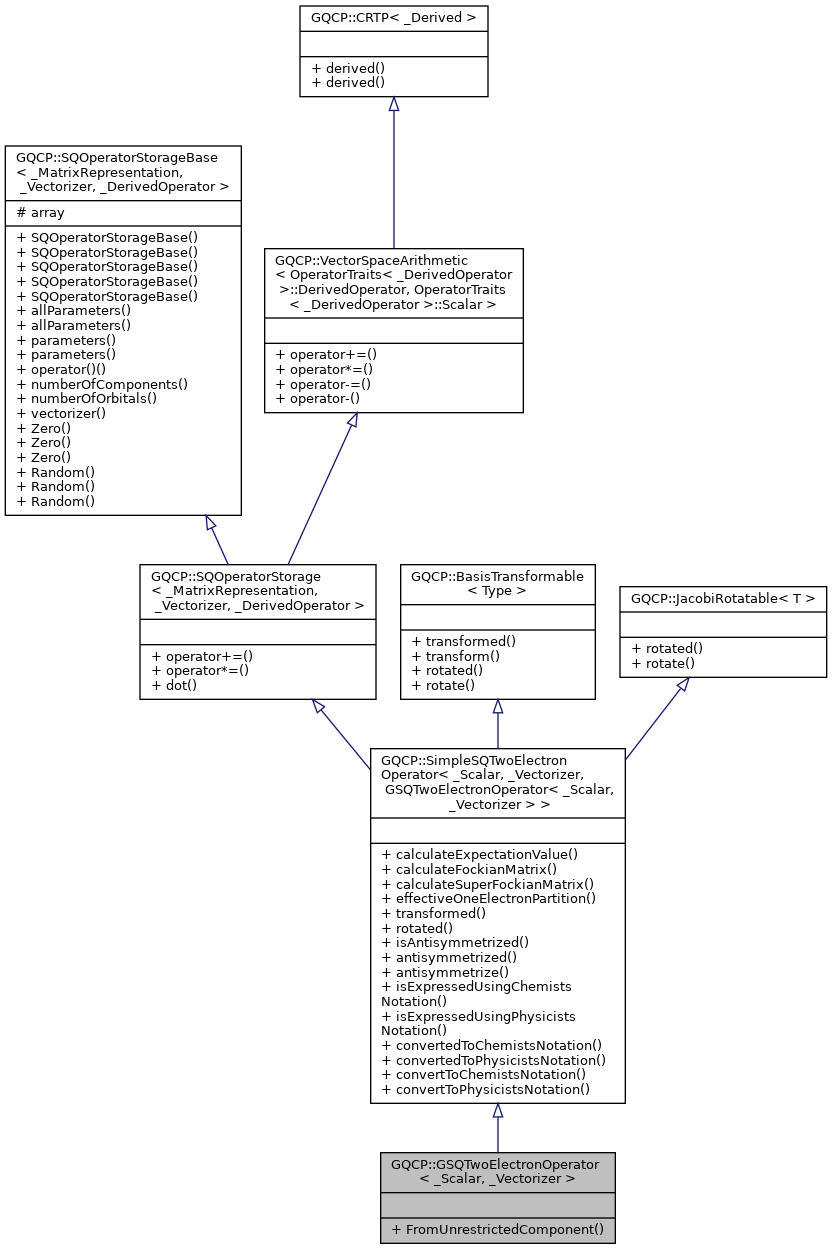 GQCP::CRTP< _Derived >
+ derived()
+ derived()
GQCP::SQOperatorStorageBase
< _MatrixRepresentation,
_Vectorizer, _DerivedOperator >
# array
+ SQOperatorStorageBase()
+ SQOperatorStorageBase()
+ SQOperatorStorageBase()
+ SQOperatorStorageBase()
+ SQOperatorStorageBase()
+ allParameters()
+ allParameters()
+ parameters()
+ parameters()
+ operator()()
+ numberOfComponents()
+ numberOfOrbitals()
+ vectorizer()
+ Zero()
+ Zero()
+ Zero()
+ Random()
+ Random()
+ Random()
GQCP::VectorSpaceArithmetic
< OperatorTraits< _DerivedOperator
>::DerivedOperator, OperatorTraits
< _DerivedOperator >::Scalar >
+ operator+=()
+ operator*=()
+ operator-=()
+ operator-()
GQCP::SQOperatorStorage
< _MatrixRepresentation,
_Vectorizer, _DerivedOperator >
+ operator+=()
+ operator*=()
+ dot()
GQCP::BasisTransformable
< Type >
+ transformed()
+ transform()
+ rotated()
+ rotate()
GQCP::JacobiRotatable< T >
+ rotated()
+ rotate()
GQCP::SimpleSQTwoElectron
Operator< _Scalar, _Vectorizer,
GSQTwoElectronOperator< _Scalar,
_Vectorizer > >
+ calculateExpectationValue()
+ calculateFockianMatrix()
+ calculateSuperFockianMatrix()
+ effectiveOneElectronPartition()
+ transformed()
+ rotated()
+ isAntisymmetrized()
+ antisymmetrized()
+ antisymmetrize()
+ isExpressedUsingChemists
Notation()
+ isExpressedUsingPhysicists
Notation()
+ convertedToChemistsNotation()
+ convertedToPhysicistsNotation()
+ convertToChemistsNotation()
+ convertToPhysicistsNotation()
GQCP::GSQTwoElectronOperator
< _Scalar, _Vectorizer >
+ FromUnrestrictedComponent()